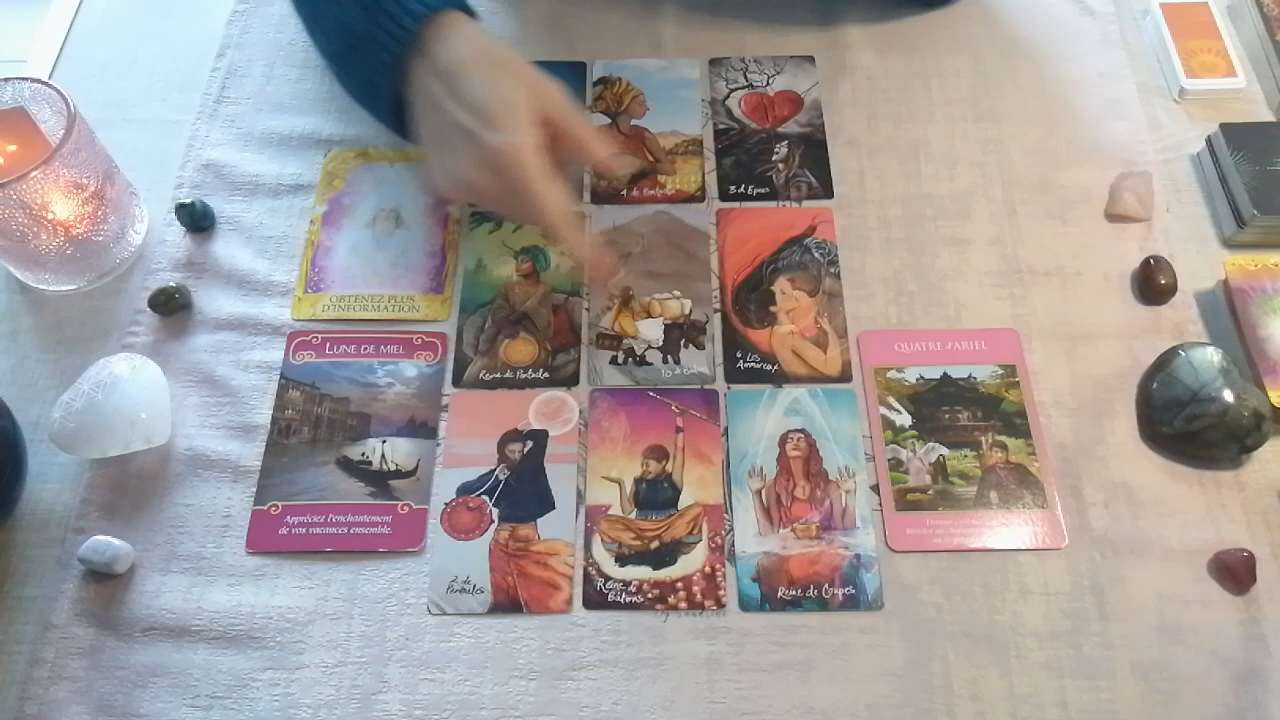 4 de Pentacles
3 d Epées
OBTENEZ PLUS
D'INFORMATION
Reine de Pentacles
10 de Bâtons
6 Les
Amoureux
LUNE DE MIEL
Appréciez l'enchantement
de vos vacances ensemble.
QUATRE d'ARIEL
2 de
Pentacles
Reine de
Bâtons
Reine de Coupes